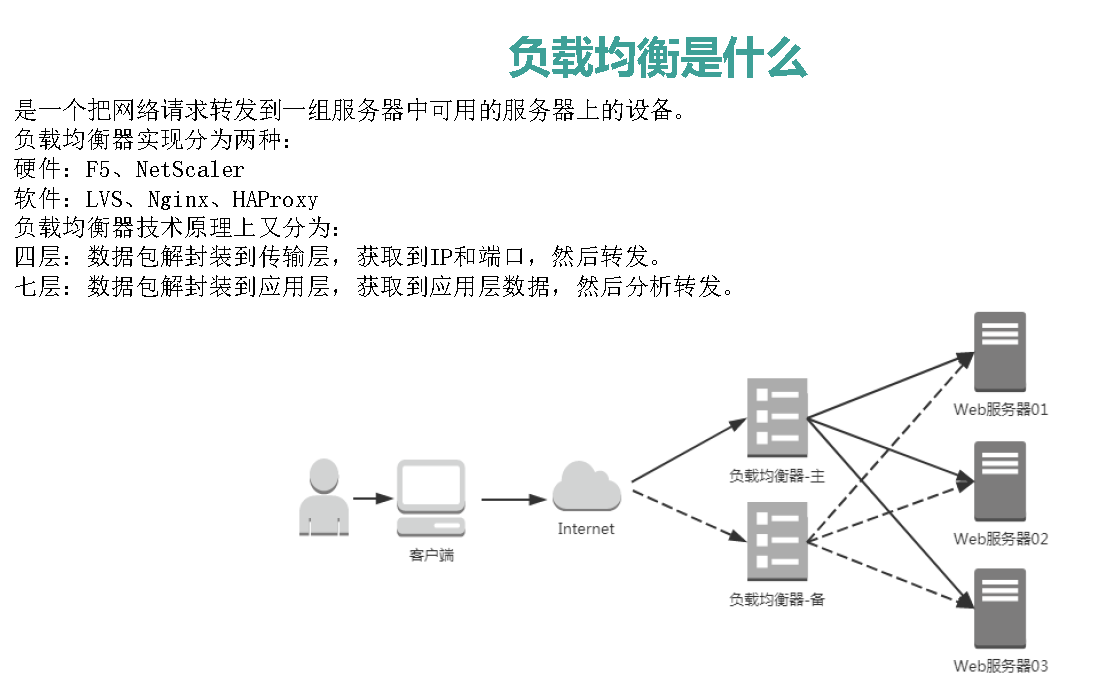 负载均衡是什么
是一个把网络请求转发到一组服务器中可用的服务器上的设备。
负载均衡器实现分为两种：
硬件：F5、NetScaler
软件：LVS、Nginx、HAProxy
负载均衡器技术原理上又分为：
四层：数据包解封装到传输层，获取到IP和端口，然后转发。
七层：数据包解封装到应用层，获取到应用层数据，然后分析转发。
Web服务器01
负载均衡器-主
Internet
Web服务器02
客户端
负载均衡器-备
Web服务器03